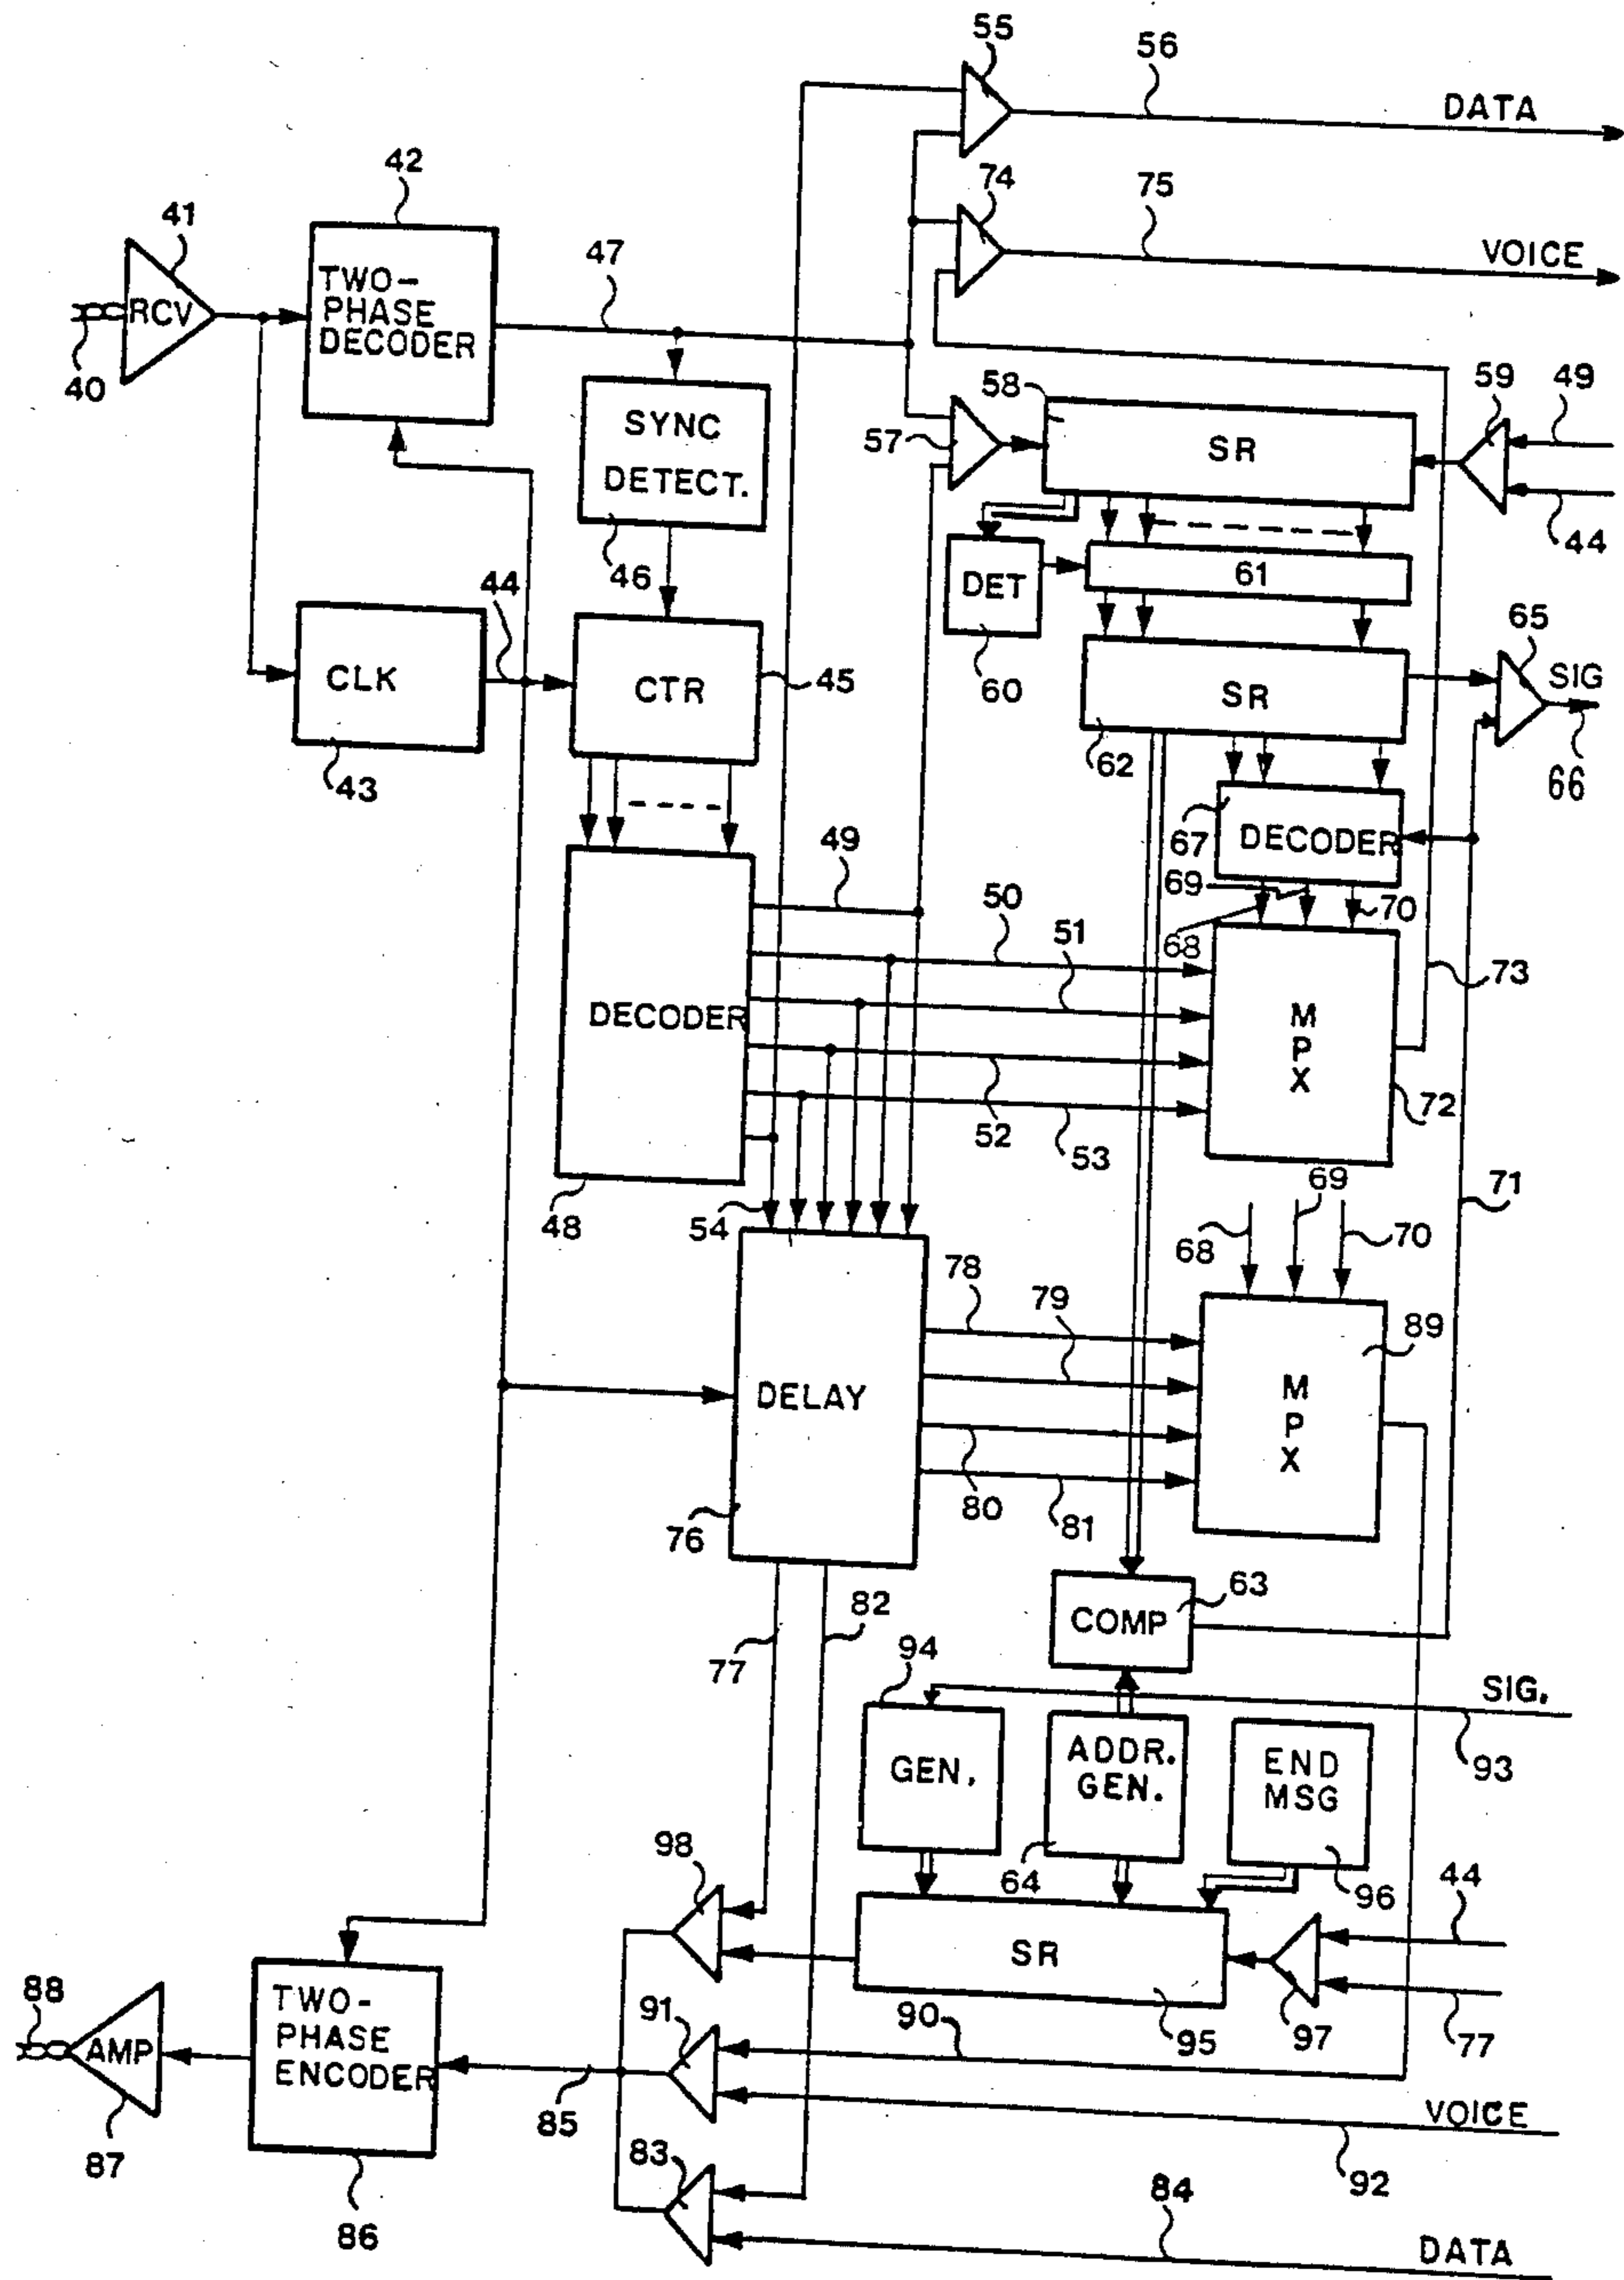 55
56
DATA
42
74
75
41
47
VOICE
TWO-
PHASE
DECODER
RCV
40
58
59
49
SYNC
DETECT.
57
SR
44
46
DET
61
44
60
65
CLK
CTR
45
SR
SIG
43
62
66
67
DECODER
49
69
50
70
51
68
73
DECODER
M
P
X
52
72
53
48
54
69
71
68
70
78
79
89
DELAY
M
P
X
76
80
81
63
82
COMP
77
94
SIG.
GEN.
ADDR.
GEN.
END
MSG
93
98
64
96
44
SR
88
TWO-
PHASE
ENCODER
91
90
95
97
77
AMP
85
VOICE
87
83
92
86
84
DATA